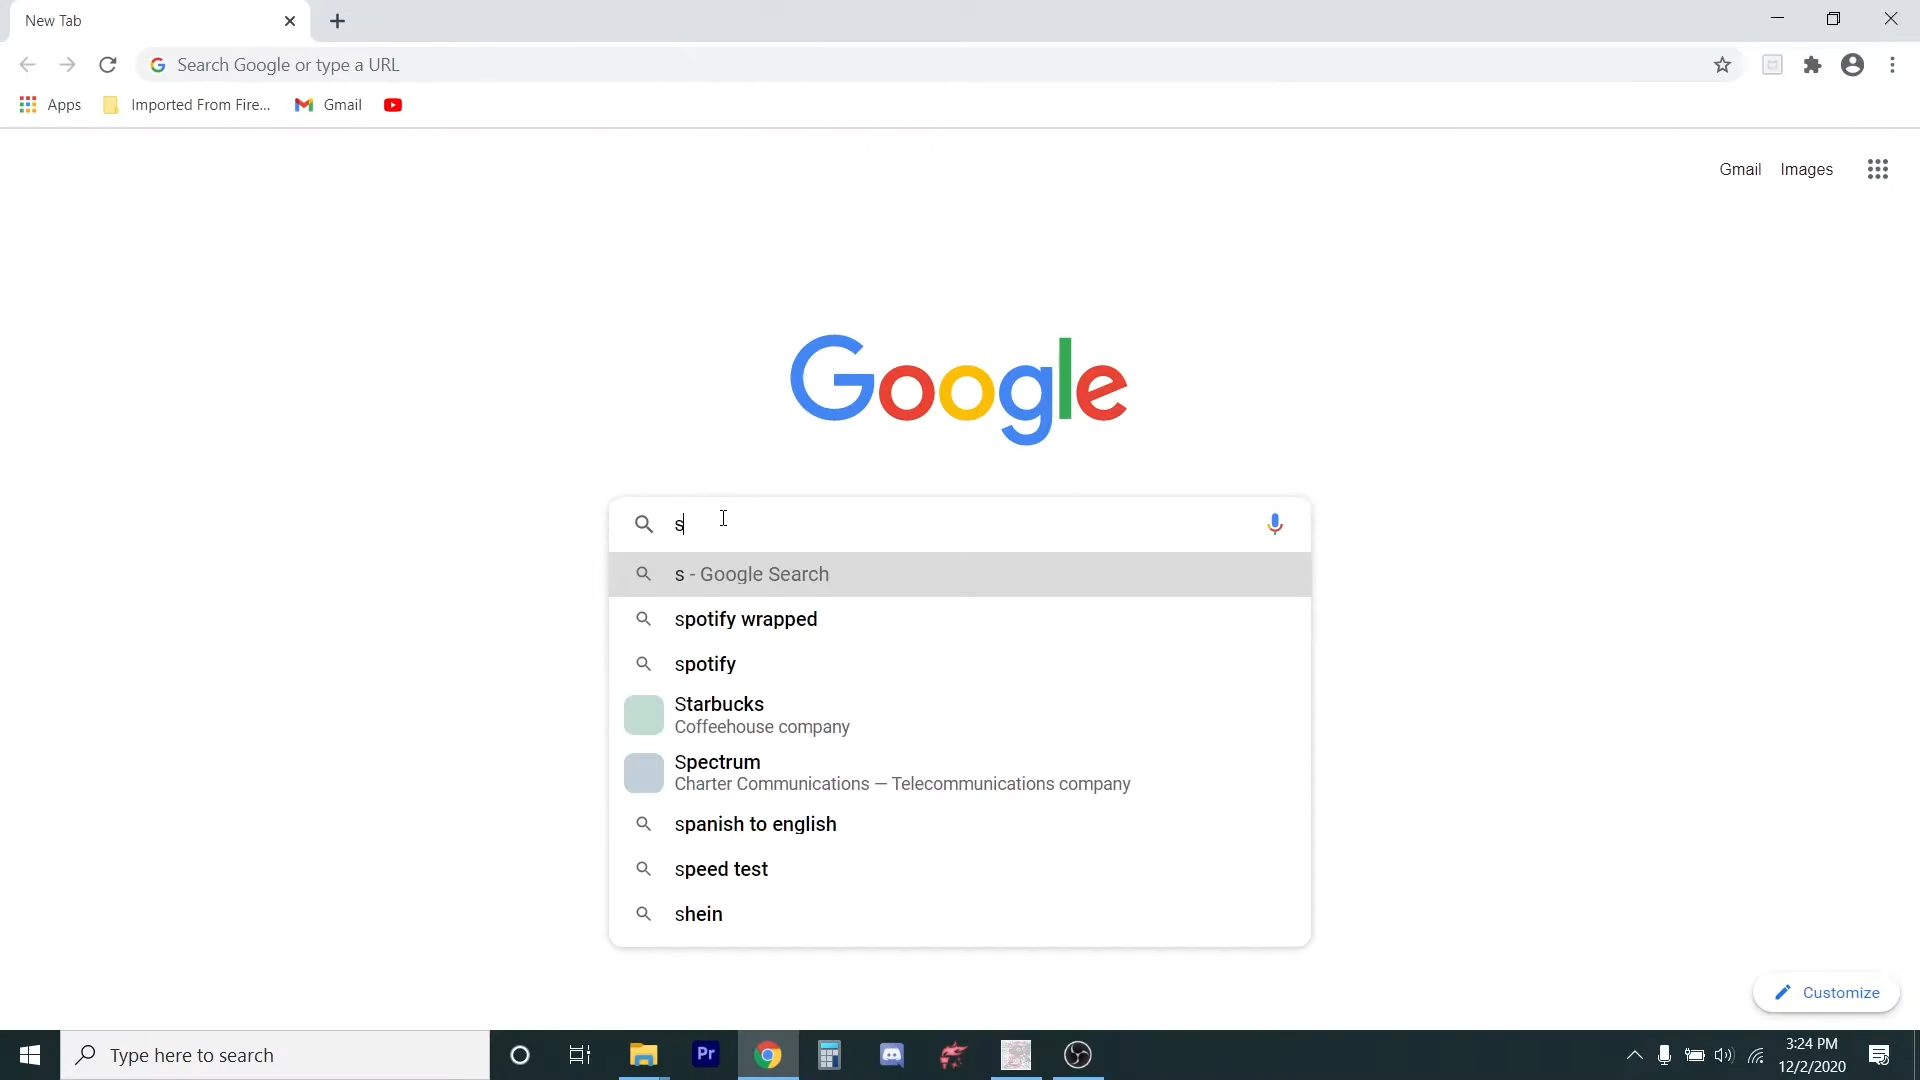 New Tab
Search Google or type a URL
Apps Imported From Fire... Gmail
Gmail Images
Google
s
s - Google Search
spotify wrapped
spotify
Starbucks
Coffeehouse company
Spectrum
Charter Communications — Telecommunications company
spanish to english
speed test
shein
Customize
Type here to search
Pr
3:24 PM
12/2/2020